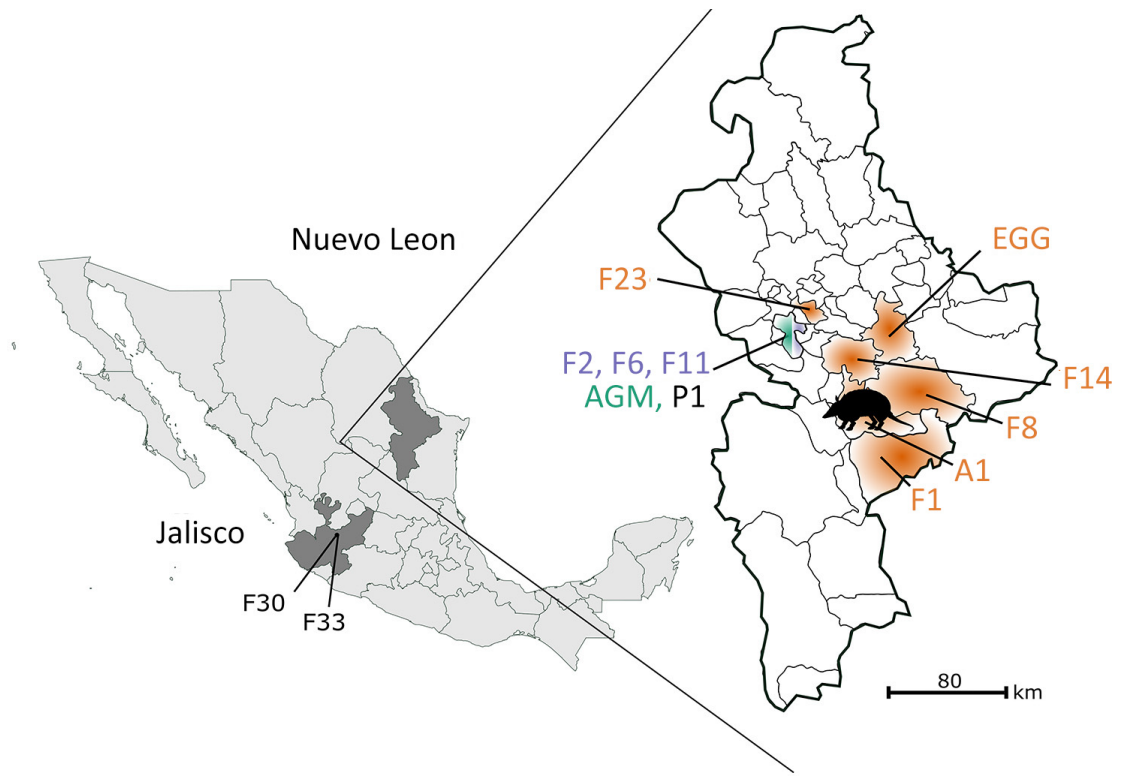 Nuevo Leon
EGG
F23
F2, F6, F11
AGM, P1
F14
F8
A1
F1
Jalisco
F30
F33
80
km